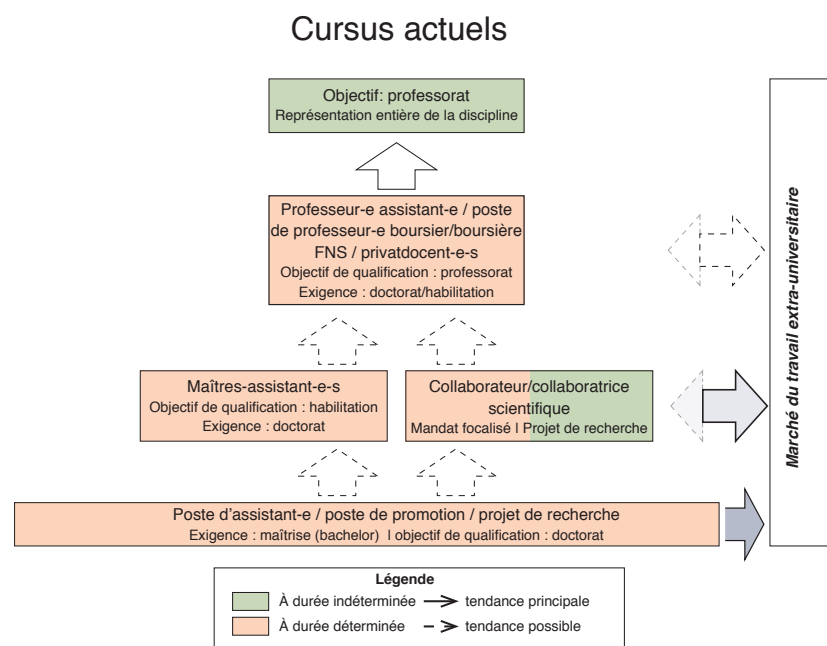 Cursus actuels
Objectif: professorat
Représentation entière de la discipline
Professeur-e assistant-e / poste
de professeur-e boursier/boursière
FNS / privatdocent-e-s
Objectif de qualification : professorat
Exigence : doctorat/habilitation
Maîtres-assistant-e-s
Objectif de qualification : habilitation
Exigence : doctorat
Collaborateur/collaboratrice
scientifique
Mandat focalisé I Projet de recherche
Poste d'assistant-e / poste de promotion / projet de recherche
Exigence : maîtrise (bachelor) I objectif de qualification : doctorat
Marché du travail extra-universitaire
Légende
À durée indéterminée tendance principale
À durée déterminée tendance possible